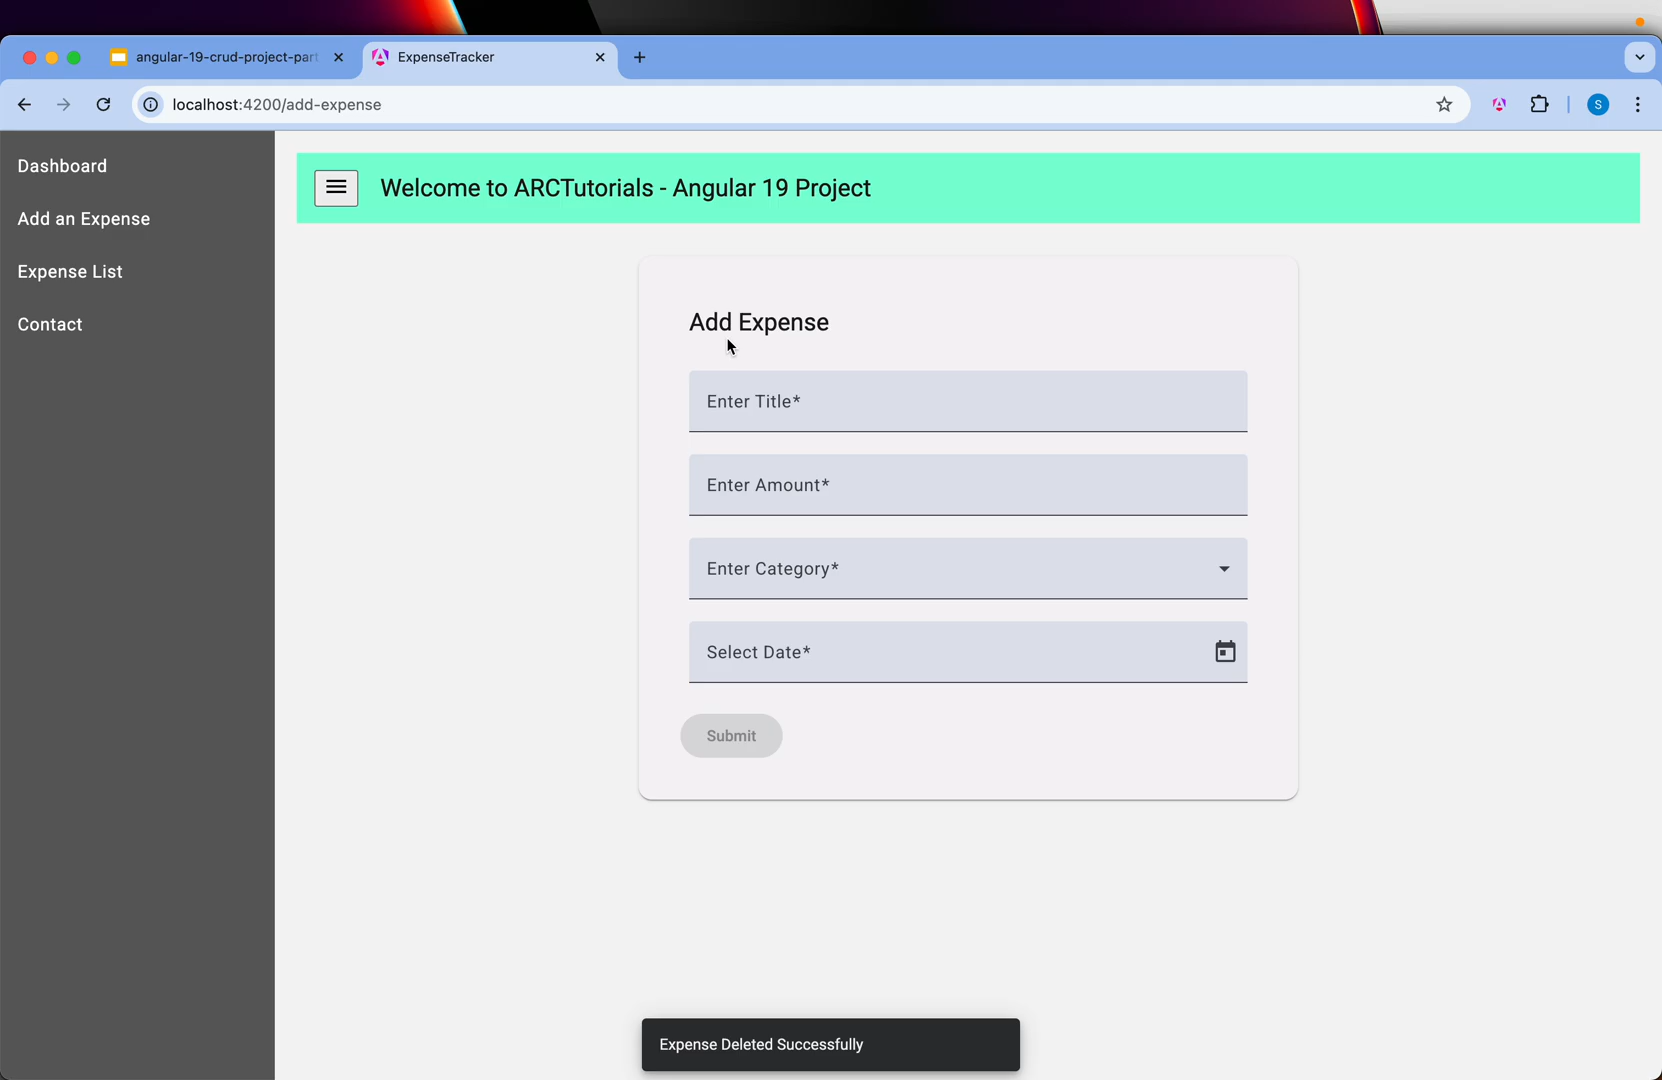 angular-19-crud-project-part
ExpenseTracker
localhost:4200/add-expense
S
Dashboard
Add an Expense
Expense List
Contact
Welcome to ARCTutorials - Angular 19 Project
Add Expense
Enter Title*
Enter Amount*
Enter Category*
Select Date*
Submit
Expense Deleted Successfully